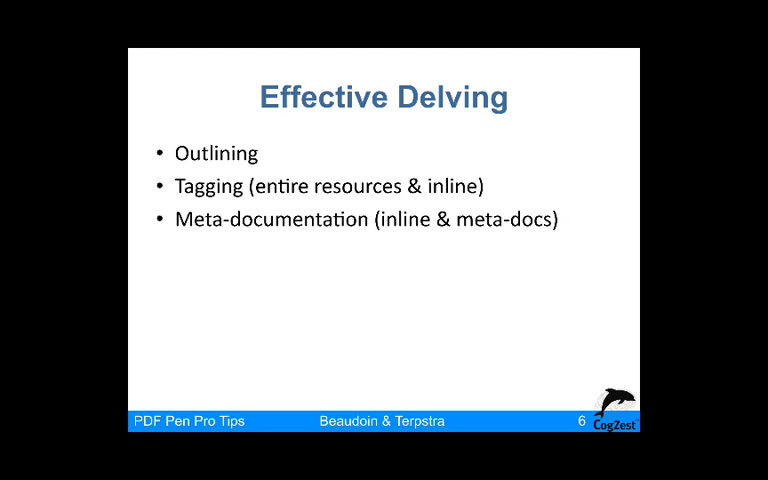 Effective Delving
• Outlining
• Tagging (entire resources & inline)
• Meta-documentation (inline & meta-docs)
PDF Pen Pro Tips Beaudoin & Terpstra 6
CogZest